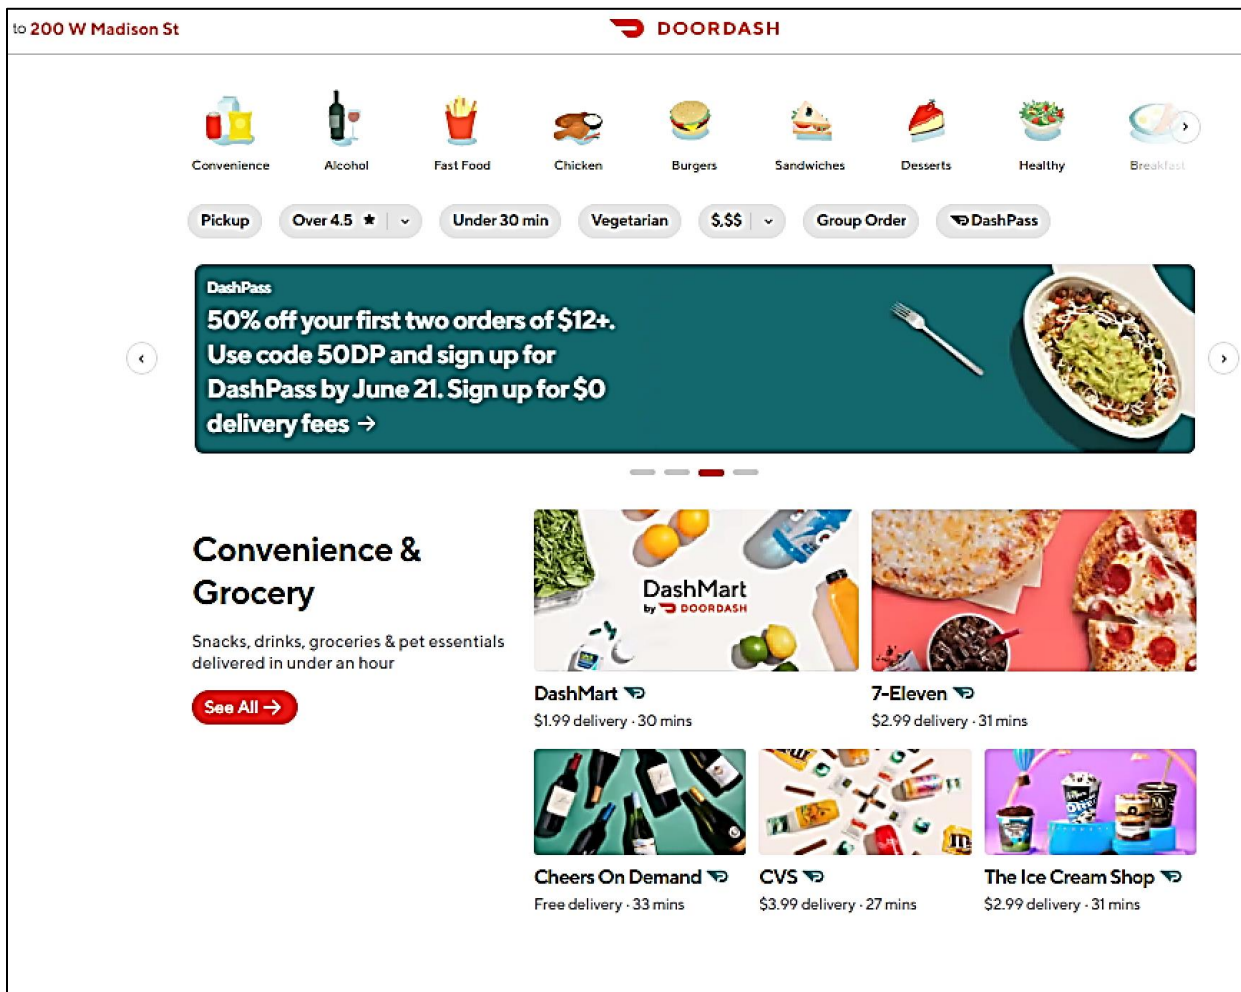 to 200 W Madison St
DOORDASH
Convenience
Alcohol
Fast Food
Chicken
Burgers
Sandwiches
Desserts
Healthy
Breakfast
Pickup
Over 4.5 ★
Under 30 min
Vegetarian
$,$$
Group Order
DashPass
DashPass
50% off your first two orders of $12+.
Use code 50DP and sign up for
DashPass by June 21. Sign up for $0
delivery fees →
Convenience &
Grocery
Snacks, drinks, groceries & pet essentials
delivered in under an hour
See All →
DashMart
by DOORDASH
DashMart
$1.99 delivery · 30 mins
7-Eleven
$2.99 delivery · 31 mins
Cheers On Demand
Free delivery · 33 mins
CVS
$3.99 delivery · 27 mins
The Ice Cream Shop
$2.99 delivery · 31 mins